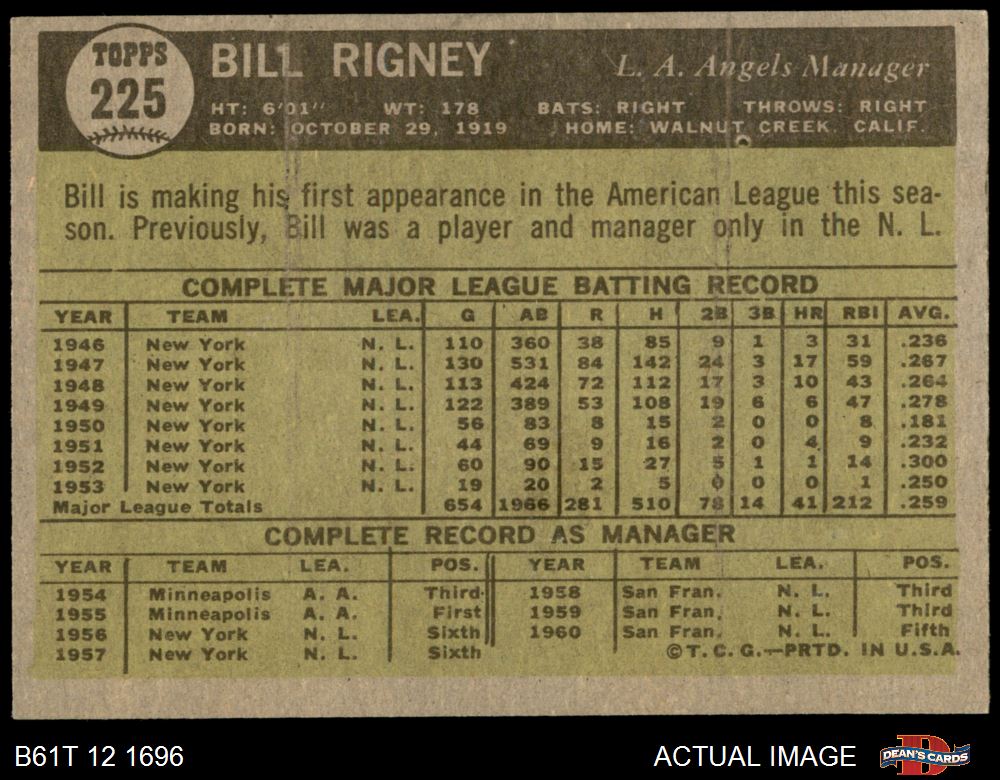 TOPPS
225
BILL RIGNEY L. A. Angels Manager
HT: 6'01" WT: 178 BATS: RIGHT THROWS: RIGHT
BORN: OCTOBER 29, 1919 HOME: WALNUT CREEK, CALIF.
Bill is making his first appearance in the American League this sea-
son. Previously, Bill was a player and manager only in the N. L.
COMPLETE MAJOR LEAGUE BATTING RECORD
YEAR TEAM LEA. G AB R H 2B 3B HR RBI AVG.
1946 New York N. L. 110 360 38 85 9 1 3 31 .236
1947 New York N. L. 130 531 84 142 24 3 17 59 .267
1948 New York N. L. 113 424 72 112 17 3 10 43 .264
1949 New York N. L. 122 389 53 108 19 6 6 47 .278
1950 New York N. L. 56 83 8 15 2 0 0 8 .181
1951 New York N. L. 44 69 9 16 2 0 4 9 .232
1952 New York N. L. 60 90 15 27 5 1 1 14 .300
1953 New York N. L. 19 20 2 5 0 0 0 1 .250
Major League Totals 654 1966 281 510 78 14 41 212 .259
COMPLETE RECORD AS MANAGER
YEAR TEAM LEA. POS. YEAR TEAM LEA. POS.
1954 Minneapolis A. A. Third 1958 San Fran. N. L. Third
1955 Minneapolis A. A. First 1959 San Fran. N. L. Third
1956 New York N. L. Sixth 1960 San Fran. N. L. Fifth
1957 New York N. L. Sixth ©T. C. G.—PRTD. IN U.S.A.
B61T 12 1696 ACTUAL IMAGE DEAN'S CARDS